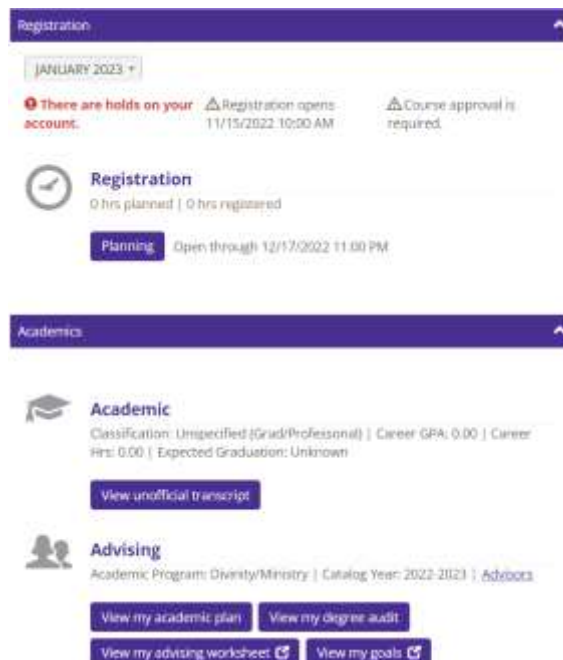 Registration
JANUARY 2023
There are holds on your
account.
Registration opens
11/15/2022 10:00 AM
Course approval is
required.
Registration
0 hrs planned | 0 hrs registered
Planning Open through 12/17/2022 11:00 PM
Academics
Academic
Classification: Unspecified (Grad/Professional) | Career GPA: 0.00 | Career
Hrs: 0.00 | Expected Graduation: Unknown
View unofficial transcript
Advising
Academic Program: Divinity/Ministry | Catalog Year: 2022-2023 | Advisors
View my academic plan View my degree audit
View my advising worksheet View my goals